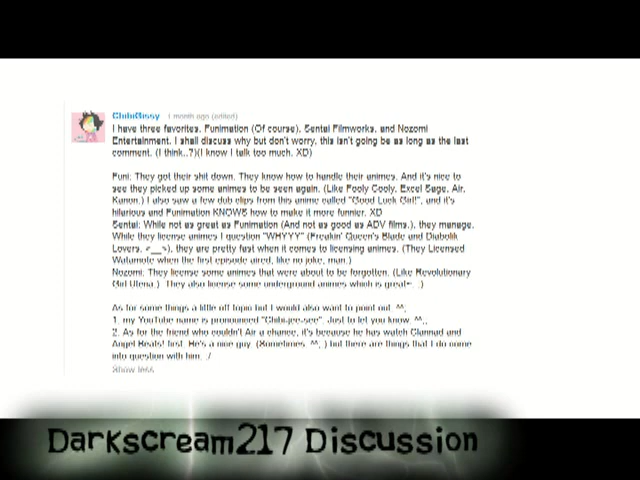 ChibiGissy 1 month ago (edited)
I have three favorites. Funimation (Of course), Sentai Filmworks, and Nozomi
Entertainment. I shall discuss why but don't worry, this isn't going be as long as the last
comment. (I think..?)(I know I talk too much. XD)
Funi: They got their shit down. They know how to handle their animes. And it's nice to
see they picked up some animes to be seen again. (Like Fooly Cooly, Excel Saga, Air,
Kanon.) I also saw a few dub clips from this anime called "Good Luck Girl!", and it's
hilarious and Funimation KNOWS how to make it more funnier. XD
Sentai: While not as great as Funimation (And not as good as ADV films.), they manage.
While they license animes I question "WHYYY" (Freakin' Queen's Blade and Diabolik
Lovers. >__>), they are pretty fast when it comes to licensing animes. (They Licensed
Watamote when the first episode aired, like no joke, man.)
Nozomi: They license some animes that were about to be forgotten. (Like Revolutionary
Girl Utena.) They also license some underground animes which is great~. :)
As for some things a little off topic but I would also want to point out. ^^;
1. my YouTube name is pronounced "Chibi-jee-see". Just to let you know. ^^;
2. As for the friend who couldn't Air a chance, it's because he has watch Clannad and
Angel Beats! first. He's a nice guy. (Sometimes. ^^; ) but there are things that I do come
into question with him. :/
Show less
Darkscream217 Discussion